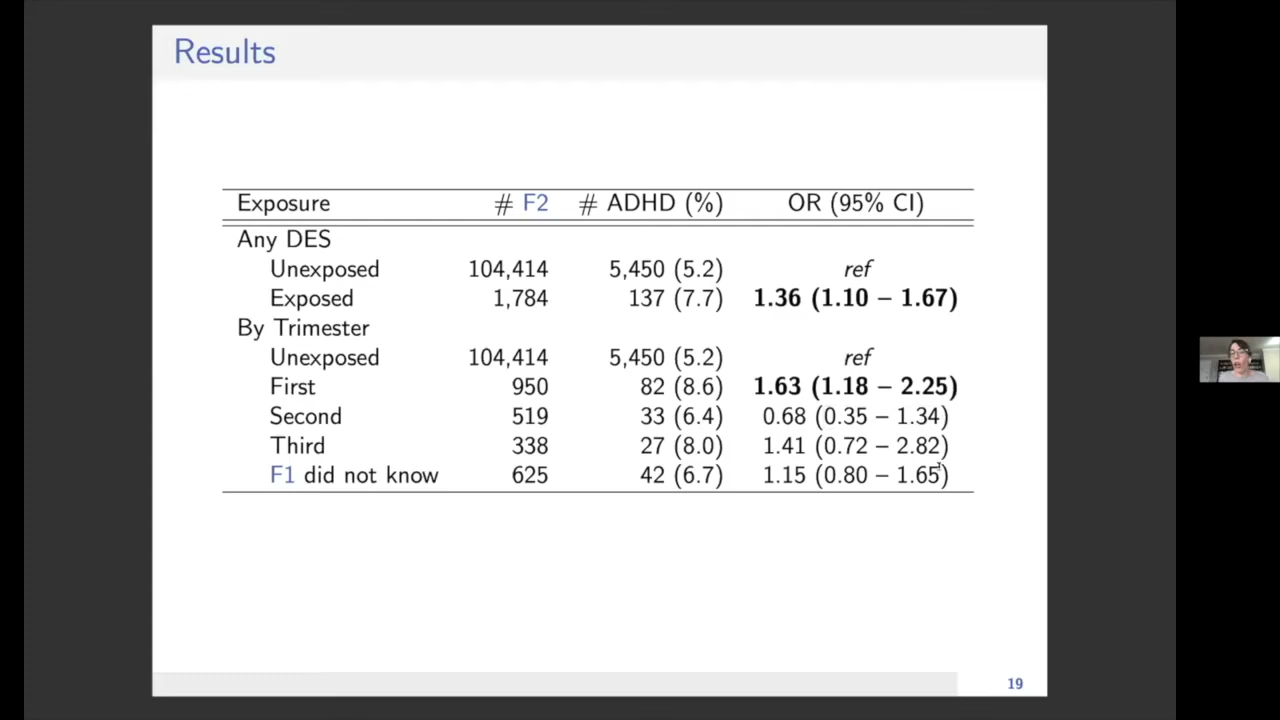 Results
Exposure # F2 # ADHD (%) OR (95% CI)
Any DES
Unexposed 104,414 5,450 (5.2) ref
Exposed 1,784 137 (7.7) 1.36 (1.10 – 1.67)
By Trimester
Unexposed 104,414 5,450 (5.2) ref
First 950 82 (8.6) 1.63 (1.18 – 2.25)
Second 519 33 (6.4) 0.68 (0.35 – 1.34)
Third 338 27 (8.0) 1.41 (0.72 – 2.82)
F1 did not know 625 42 (6.7) 1.15 (0.80 – 1.65)
19